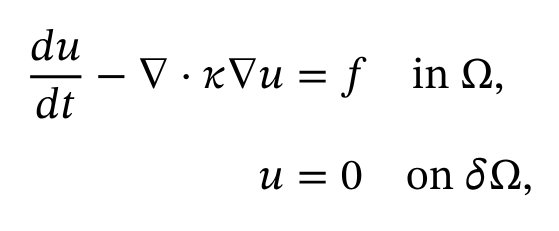 du/dt − ∇ · κ∇u = f in Ω,
u = 0 on δΩ,